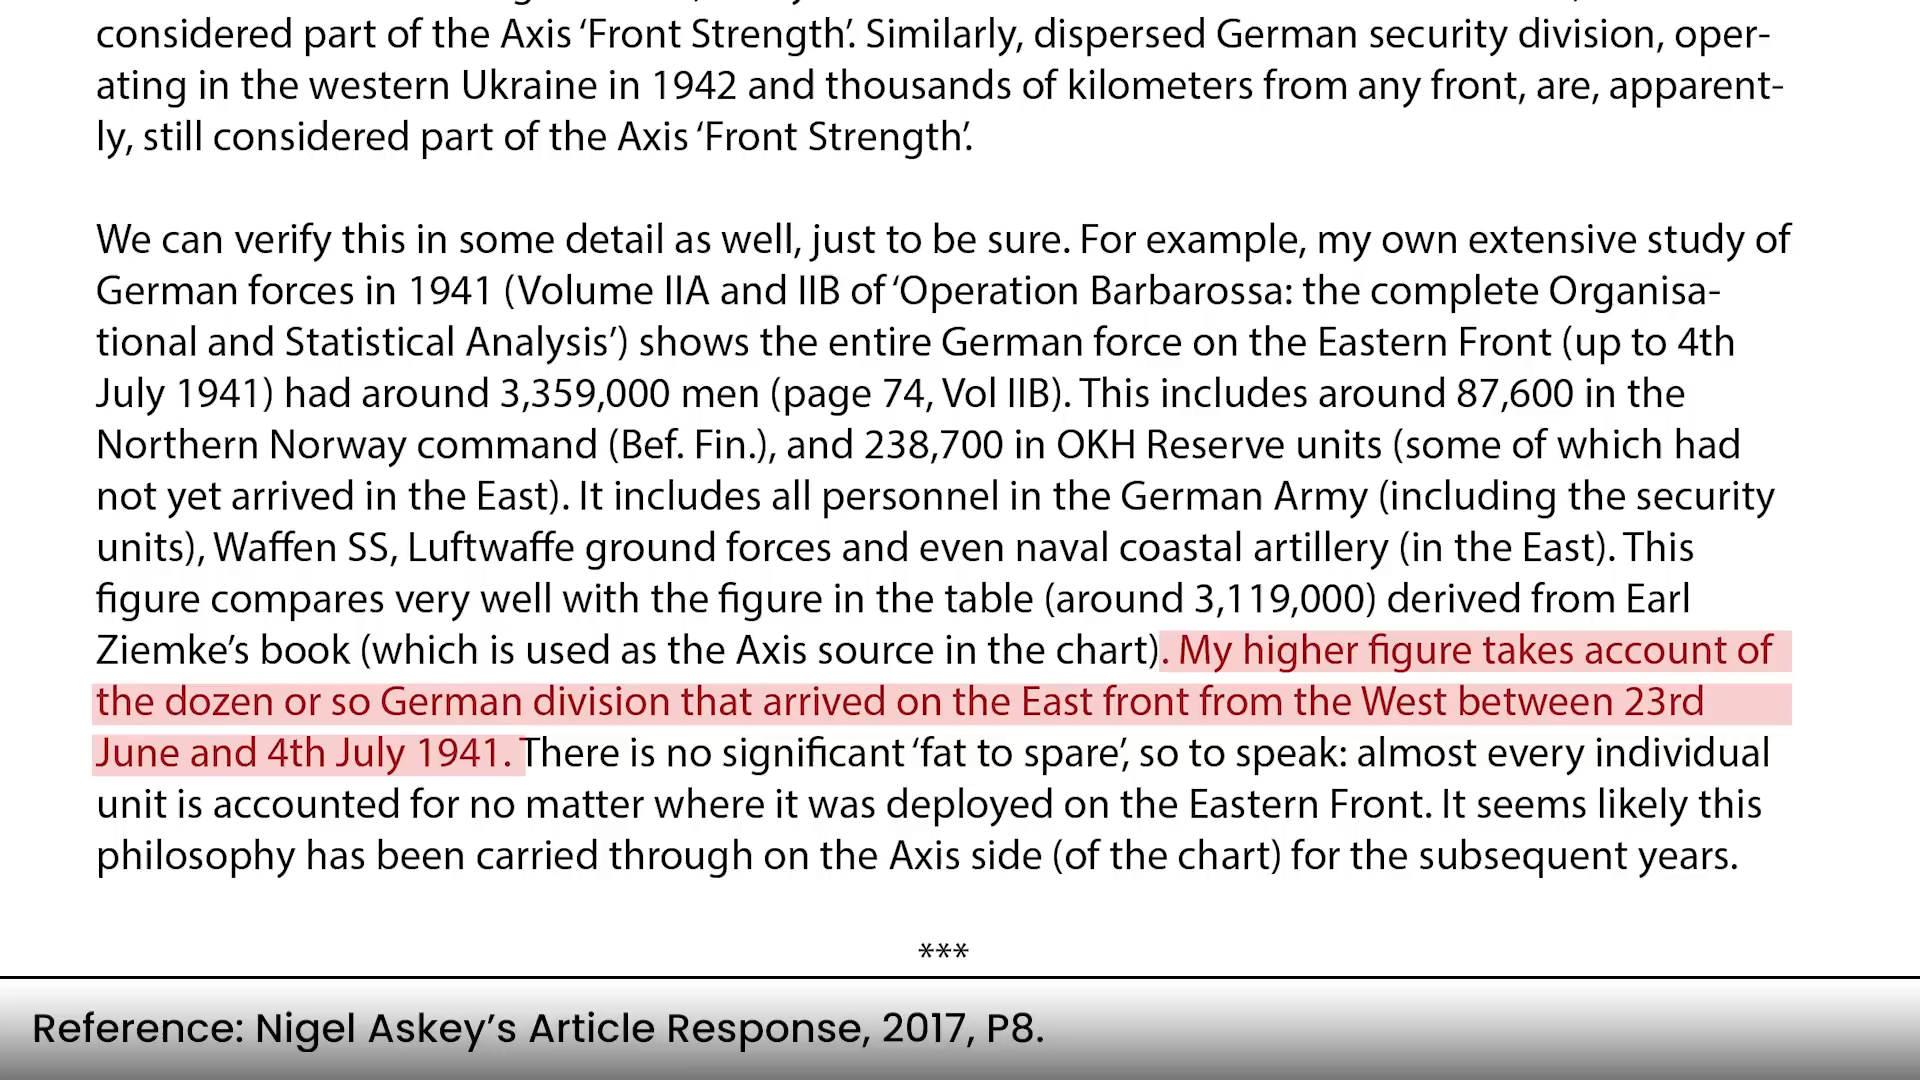 considered part of the Axis ‘Front Strength’. Similarly, dispersed German security division, oper-
ating in the western Ukraine in 1942 and thousands of kilometers from any front, are, apparent-
ly, still considered part of the Axis ‘Front Strength’.
We can verify this in some detail as well, just to be sure. For example, my own extensive study of
German forces in 1941 (Volume IIA and IIB of ‘Operation Barbarossa: the complete Organisa-
tional and Statistical Analysis’) shows the entire German force on the Eastern Front (up to 4th
July 1941) had around 3,359,000 men (page 74, Vol IIB). This includes around 87,600 in the
Northern Norway command (Bef. Fin.), and 238,700 in OKH Reserve units (some of which had
not yet arrived in the East). It includes all personnel in the German Army (including the security
units), Waffen SS, Luftwaffe ground forces and even naval coastal artillery (in the East). This
figure compares very well with the figure in the table (around 3,119,000) derived from Earl
Ziemke’s book (which is used as the Axis source in the chart). My higher figure takes account of
the dozen or so German division that arrived on the East front from the West between 23rd
June and 4th July 1941. There is no significant ‘fat to spare’, so to speak: almost every individual
unit is accounted for no matter where it was deployed on the Eastern Front. It seems likely this
philosophy has been carried through on the Axis side (of the chart) for the subsequent years.
***
Reference: Nigel Askey’s Article Response, 2017, P8.